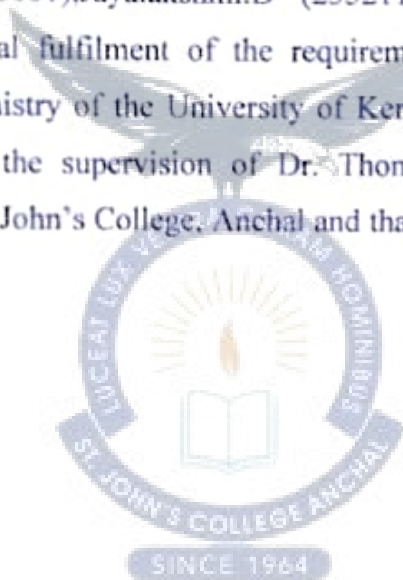 al fulfilment of the requirem
istry of the University of Ker
the supervision of Dr. Thon
John's College, Anchal and tha
LUCEAT LUX VESTRA CORAM HOMINIBUS
ST. JOHN'S COLLEGE ANCHAL
SINCE 1964